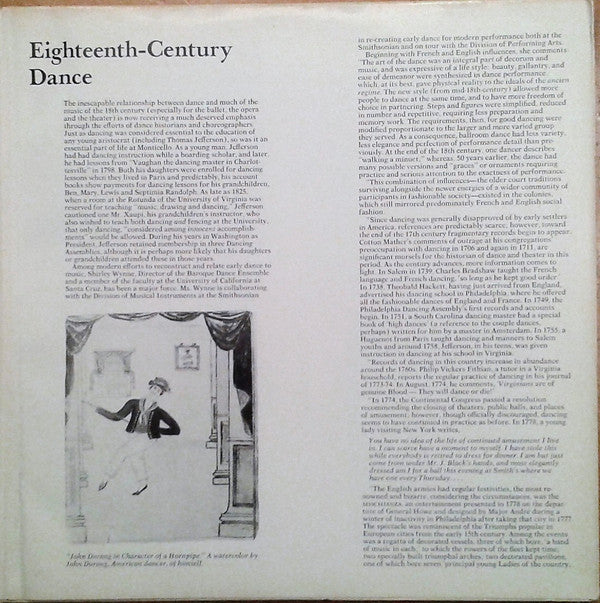 Eighteenth-Century
Dance
The inescapable relationship between dance and much of the
music of the 18th century (especially for the ballet, the opera
and the theater) is now receiving a much deserved emphasis
through the efforts of dance historians and choreographers.
Just as dancing was considered essential to the education of
any young aristocrat (including Thomas Jefferson), so was it an
essential part of life at Monticello. As a young man, Jefferson
had had dancing instruction while a boarding scholar, and later,
he had lessons from "Vaughan the dancing master in Charlot-
tesville" in 1798. Both his daughters were enrolled for dancing
lessons when they lived in Paris and predictably, his account
books show payments for dancing lessons for his grandchildren,
Ben, Mary, Lewis and Septimia Randolph. As late as 1825,
when a room at the Rotunda of the University of Virginia was
reserved for teaching "music, drawing and dancing," Jefferson
cautioned one Mr. Xaupi, his grandchildren's instructor, who
also wished to teach both dancing and fencing at the University,
that only dancing, "considered among innocent accomplish-
ments" would be allowed. During his years in Washington as
President, Jefferson retained membership in three Dancing
Assemblies, although it is perhaps more likely that his daughters
or grandchildren attended these in those years.
Among modern efforts to reconstruct and relate early dance to
music, Shirley Wynne, Director of the Baroque Dance Ensemble
and a member of the faculty at the University of California at
Santa Cruz, has been a major force. Ms. Wynne is collaborating
with the Division of Musical Instruments at the Smithsonian
"John Durang in Character of a Hornpipe." A watercolor by
John Durang, American dancer, of himself.
in re-creating early dance for modern performance both at the
Smithsonian and on tour with the Division of Performing Arts.
Beginning with French and English influences, she comments:
"The art of the dance was an integral part of decorum and
music, and was expressive of a life style: beauty, gallantry, and
ease of demeanor were synthesized in dance performance
which, at its best, gave physical reality to the ideals of the ancien
regime. The new style (from mid-18th-century) allowed more
people to dance at the same time, and to have more freedom of
choice in partnering. Steps and figures were simplified, reduced
in number and repetitive, requiring less preparation and
memory work. The requirements, then, for good dancing were
modified proportionate to the larger and more varied group
they served. As a consequence, ballroom dance had less variety,
less elegance and perfection of performance detail than pre-
viously. At the end of the 18th century, one dancer describes
"walking a minuet," whereas, 50 years earlier, the dance had
many possible versions and "graces" or ornaments requiring
practice and serious attention to the exactness of performance.
"This combination of influences—the older court tradition
surviving alongside the newer energies of a wider community of
participants in fashionable society—existed in the colonies,
which still mirrored predominately French and English social
fashion.
"Since dancing was generally disapproved of by early settlers
in America, references are predictably scarce; however, toward
the end of the 17th century fragmentary records begin to appear.
Cotton Mather's comments of outrage at his congregations'
preoccupation with dancing in 1700 and again in 1711, are
significant morsels for the historian of dance and theater in this
period. As the century advances, more information comes to
light. In Salem in 1739, Charles Bradshaw taught the French
language and French dancing, 'so long as he kept good order.'
In 1738, Theobald Hackett, having just arrived from England,
advertised his dancing school in Philadelphia, where he offered
all the fashionable dances of England and France. In 1749, the
Philadelphia Dancing Assembly's first records and accounts
begin. In 1751, a South Carolina dancing master had a special
book of 'high dances' (a reference to the couple dances,
perhaps) written for him by a master in Amsterdam. In 1755, a
Huguenot from Paris taught dancing and manners to Salem
youths and around 1758, Jefferson, in his teens, was given
instruction in dancing at his school in Virginia.
"Records of dancing in this country increase in abundance
around the 1760s. Philip Vickers Fithian, a tutor in a Virginia
household, reports the regular practice of dancing in his journal
of 1773-74. In August, 1774, he comments, Virginians are of
genuine Blood — They will dance or die!'
"In 1774, the Continental Congress passed a resolution
recommending the closing of theaters, public balls, and places
of amusement; however, though officially discouraged, dancing
seems to have continued in practice as before. In 1778, a young
lady visiting New York writes,
You have no idea of the life of continued amusement I live
in. I can scarce have a moment to myself. I have stole this
while everybody is retired to dress for dinner. I am but just
come from under Mr. J. Black's hands, and most elegantly
dressed am I for a ball this evening at Smith's where we
have one every Thursday. . . .
"The English armies had regular festivities, the most re-
nowned and bizarre, considering the circumstances, was the
an entertainment presented in 1778 on the depar-
ture of General Howe and designed by Major Andre during a
winter of inactivity in Philadelphia after taking that city in 1777.
The spectacle was reminiscent of the Triumphs popular in
European cities from the early 15th century. Among the events
was a regatta of decorated vessels, three of which bore, 'a band
of music in each,' to which the rowers of the fleet kept time;
two specially built triumphal arches; two decorated pavilions,
one of which bore seven 'principal young Ladies of the country,